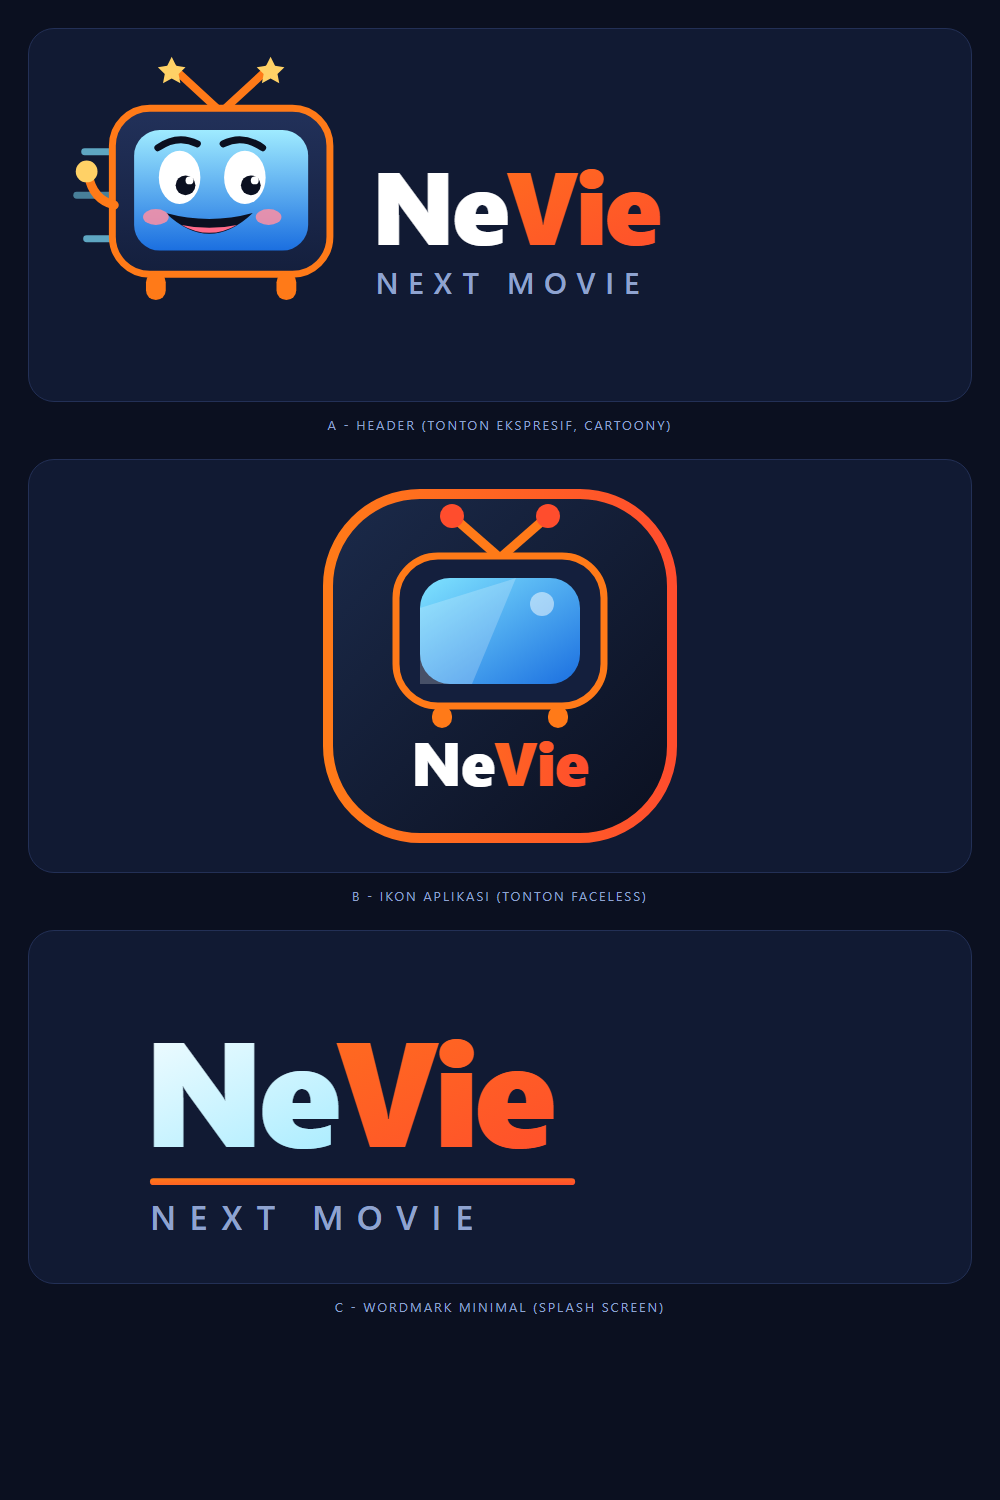 NeVie
NEXT MOVIE
A - HEADER (TONTON EKSPRESIF, CARTOONY)
NeVie
B - IKON APLIKASI (TONTON FACELESS)
NeVie
NEXT MOVIE
C - WORDMARK MINIMAL (SPLASH SCREEN)